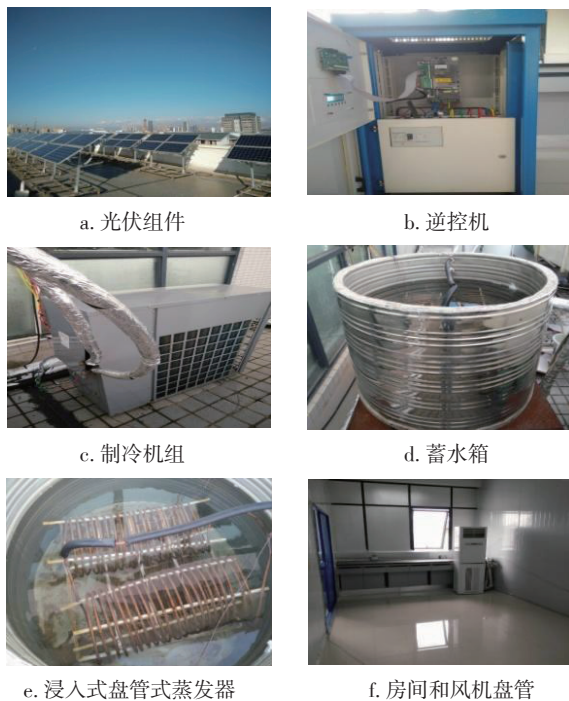 a. 光伏组件
b. 逆控机
c. 制冷机组
d. 蓄水箱
e. 浸入式盘管式蒸发器
f. 房间和风机盘管